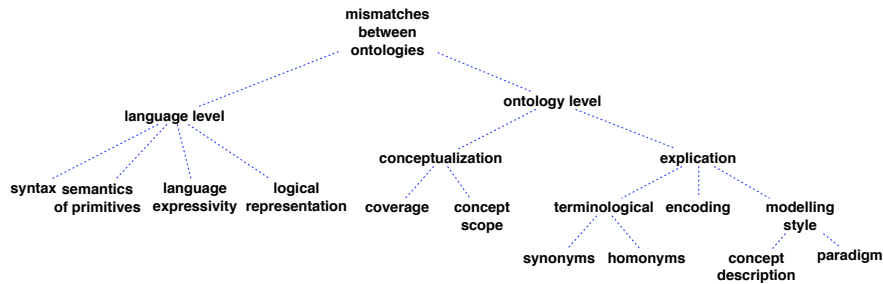 mismatches
between
ontologies
ontology level
language level
conceptualization
explication
syntax
semantics
of primitives
language
expressivity
logical
representation
coverage
concept
scope
terminological
encoding
modelling
style
synonyms
homonyms
concept
description
paradigm